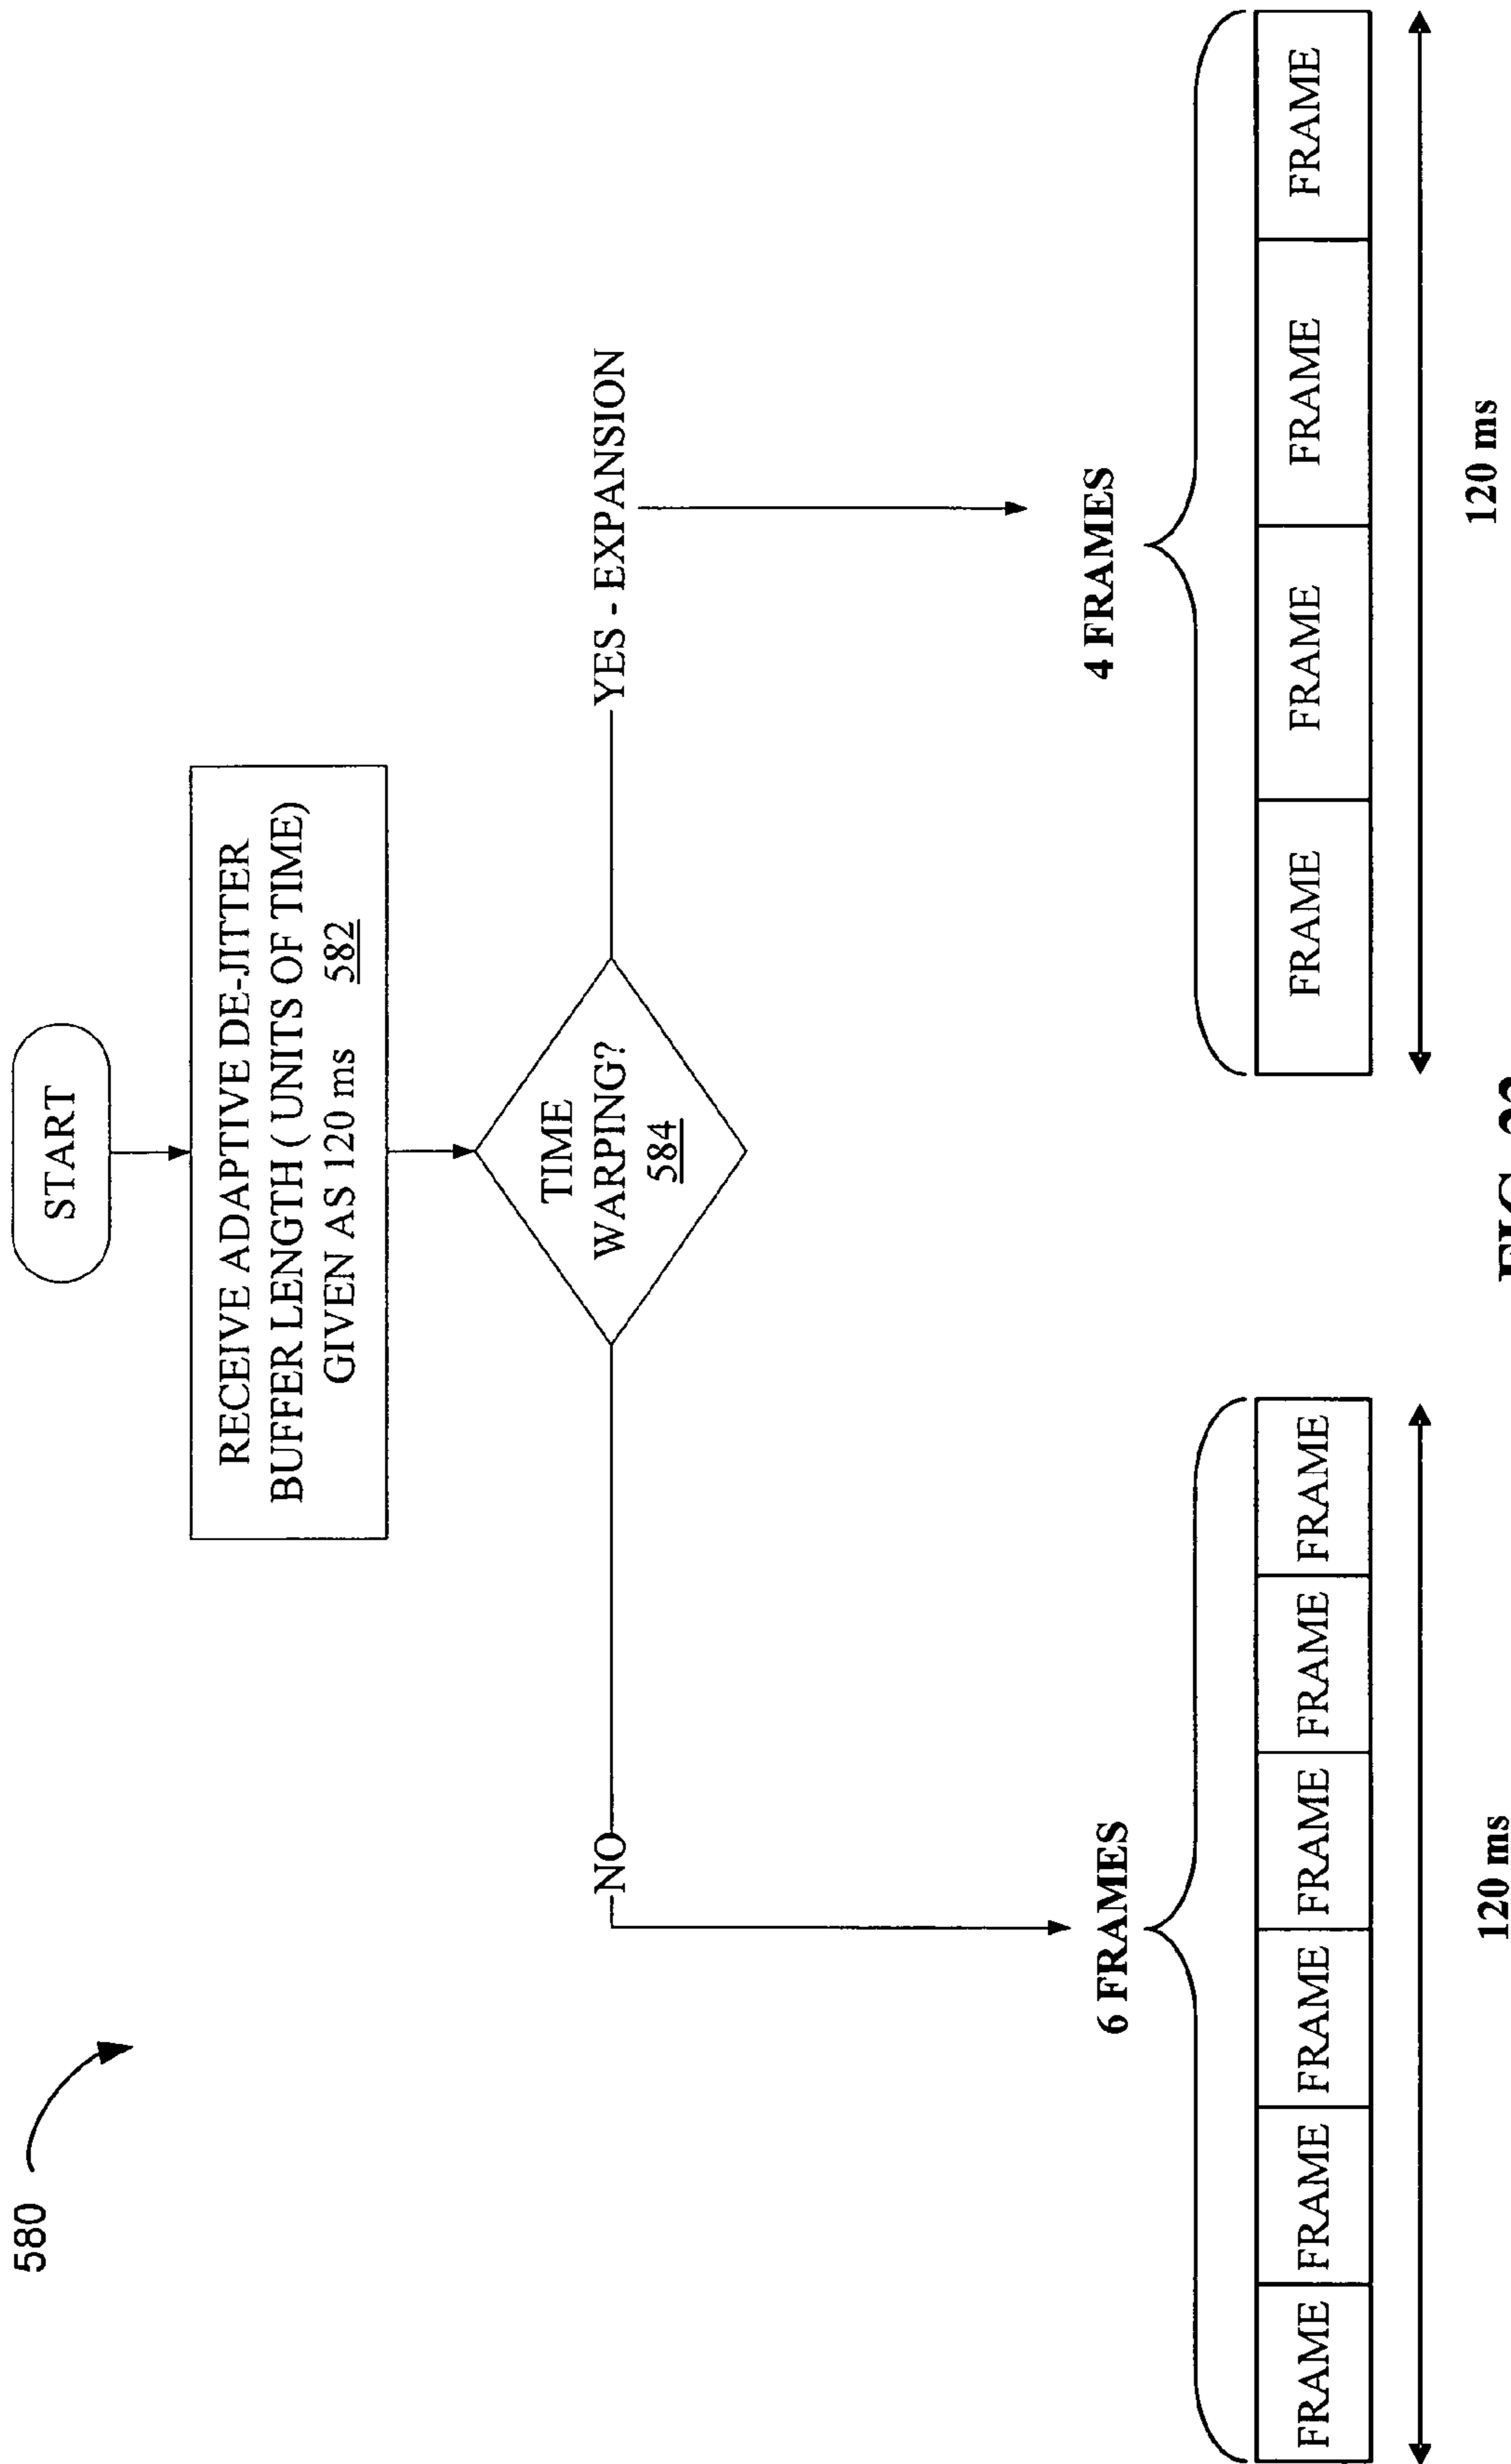 580
START
RECEIVE ADAPTIVE DE-JITTER
BUFFER LENGTH ( UNITS OF TIME)
GIVEN AS 120 ms 582
TIME
WARPING?
584
NO
YES - EXPANSION
6 FRAMES
4 FRAMES
FRAME FRAME FRAME FRAME FRAME FRAME
FRAME FRAME FRAME FRAME
120 ms
120 ms
FIG.